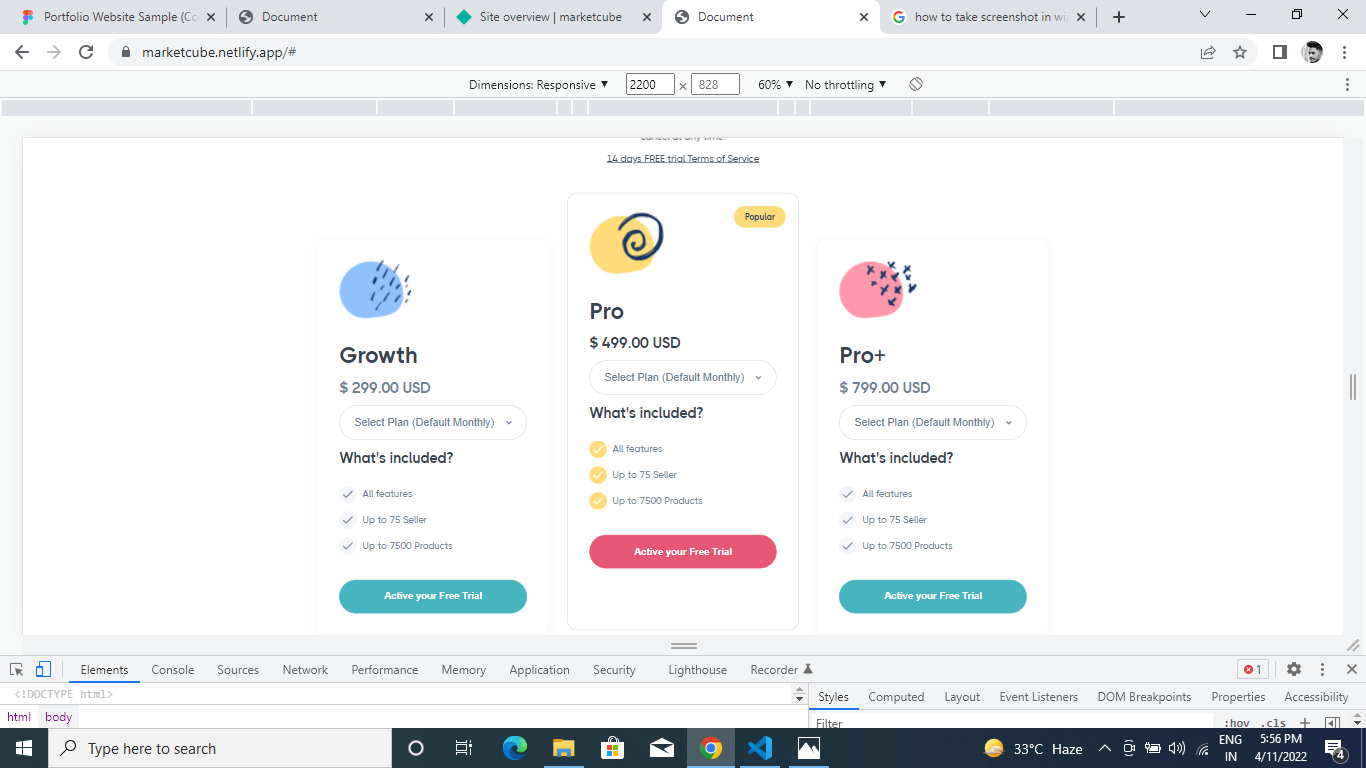 Portfolio Website Sample (Co
Document
Site overview | marketcube
Document
how to take screenshot in wi
marketcube.netlify.app/#
Dimensions: Responsive ▼ 2200 × 828 60% ▼ No throttling ▼
cancel at any time.
14 days FREE trial Terms of Service
Growth
$ 299.00 USD
Select Plan (Default Monthly)
What's included?
All features
Up to 75 Seller
Up to 7500 Products
Active your Free Trial
Popular
Pro
$ 499.00 USD
Select Plan (Default Monthly)
What's included?
All features
Up to 75 Seller
Up to 7500 Products
Active your Free Trial
Pro+
$ 799.00 USD
Select Plan (Default Monthly)
What's included?
All features
Up to 75 Seller
Up to 7500 Products
Active your Free Trial
Elements Console Sources Network Performance Memory Application Security Lighthouse Recorder 1
<!DOCTYPE html>
html body
Styles Computed Layout Event Listeners DOM Breakpoints Properties Accessibility
Filter :hov .cls
Type here to search
33°C Haze
ENG
IN
5:56 PM
4/11/2022
4